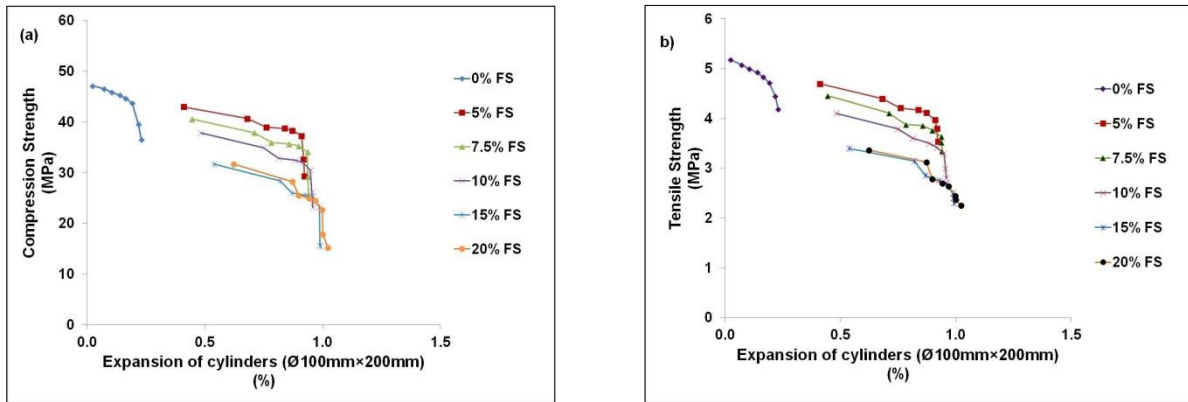 (a)
60
50
40
30
20
10
0
Compression Strength
(MPa)
0.0 0.5 1.0 1.5
Expansion of cylinders (Ø100mm×200mm)
(%)
0% FS
5% FS
7.5% FS
10% FS
15% FS
20% FS
b)
6
5
4
3
2
1
0
Tensile Strength
(MPa)
0.0 0.5 1.0 1.5
Expansion of cylinders (Ø100mm×200mm)
(%)
0% FS
5% FS
7.5% FS
10% FS
15% FS
20% FS